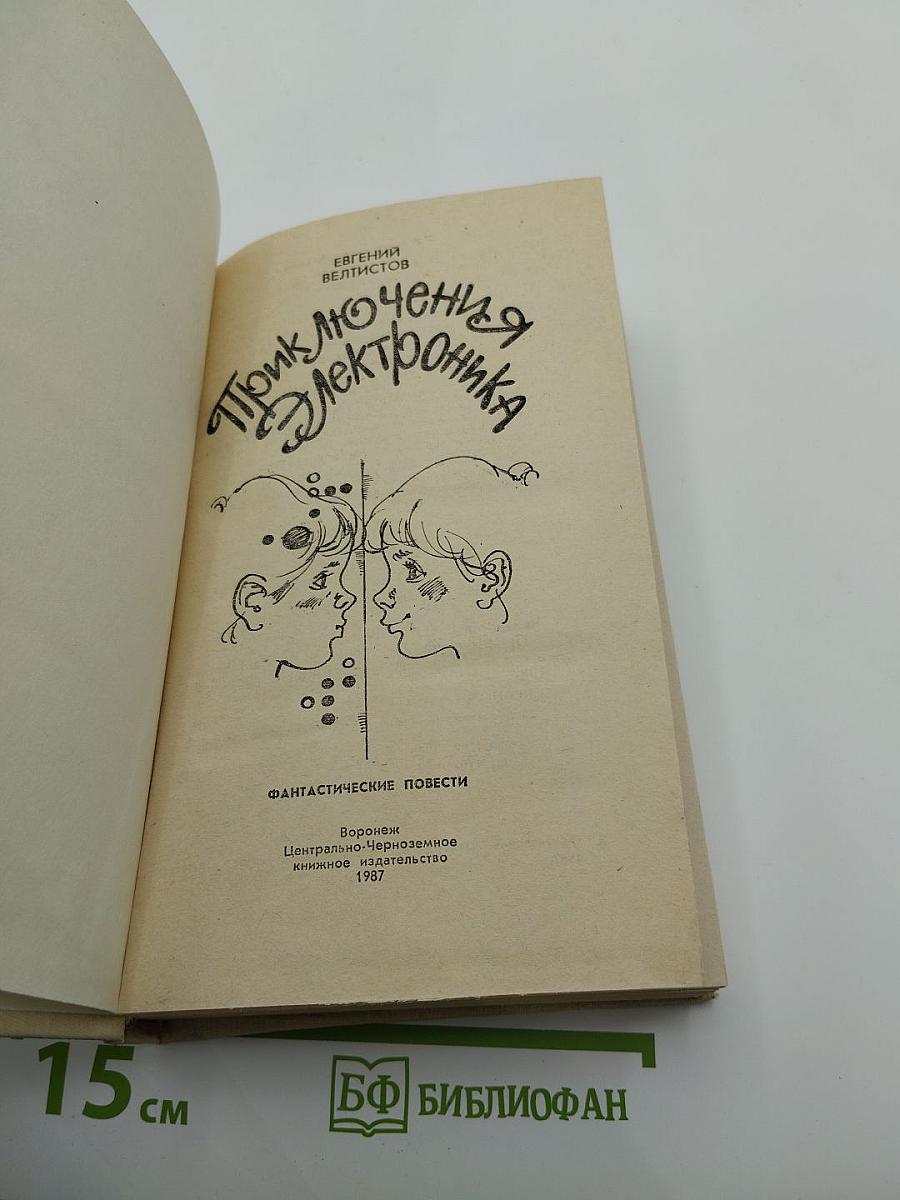 ЕВГЕНИЙ
ВЕЛТИСТОВ
Приключения
Электроника
ФАНТАСТИЧЕСКИЕ ПОВЕСТИ
Воронеж
Центрально-Черноземное
книжное издательство
1987
15 см
БФ БИБЛИОФАН